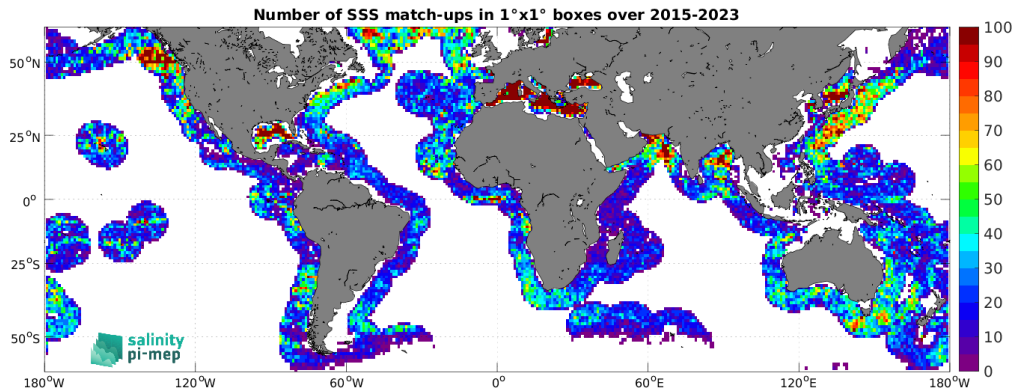 Number of SSS match-ups in 1°x1° boxes over 2015-2023
50°N
25°N
0°
25°S
50°S
180°W
120°W
60°W
0°
60°E
120°E
180°W
100
90
80
70
60
50
40
30
20
10
0
salinity
pi-mep